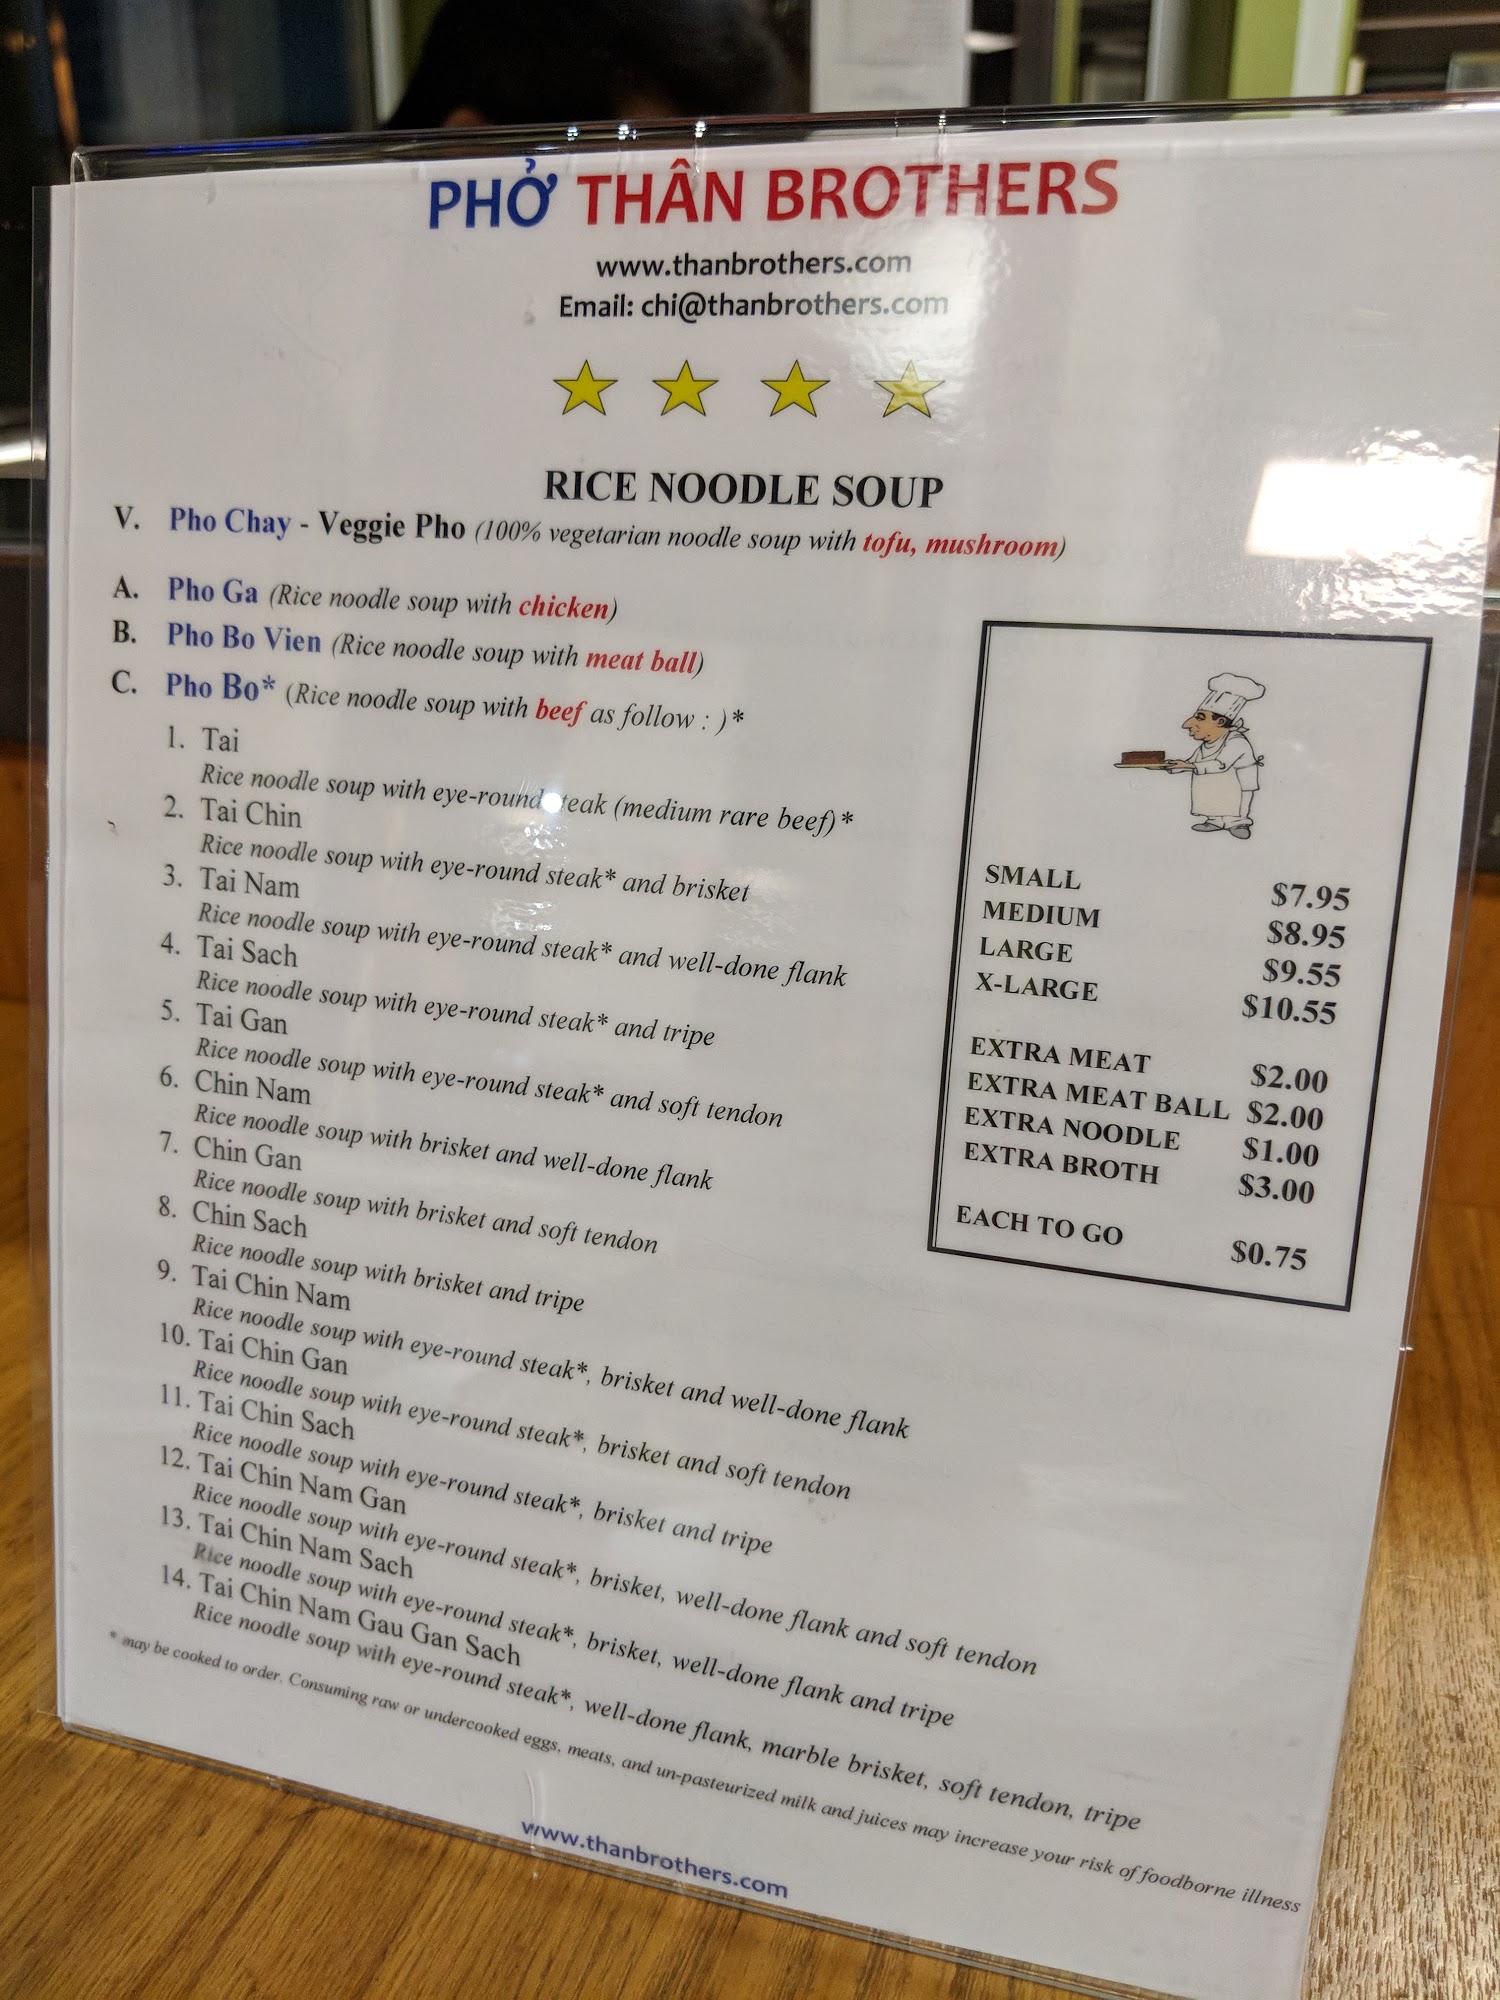 PHỞ THÂN BROTHERS
www.thanbrothers.com
Email: chi@thanbrothers.com
RICE NOODLE SOUP
V. Pho Chay - Veggie Pho (100% vegetarian noodle soup with tofu, mushroom)
A. Pho Ga (Rice noodle soup with chicken)
B. Pho Bo Vien (Rice noodle soup with meat ball)
C. Pho Bo* (Rice noodle soup with beef as follow : )*
1. Tai
Rice noodle soup with eye-round steak (medium rare beef)*
2. Tai Chin
Rice noodle soup with eye-round steak* and brisket
3. Tai Nam
Rice noodle soup with eye-round steak* and well-done flank
4. Tai Sach
Rice noodle soup with eye-round steak* and tripe
5. Tai Gan
Rice noodle soup with eye-round steak* and soft tendon
6. Chin Nam
Rice noodle soup with brisket and well-done flank
7. Chin Gan
Rice noodle soup with brisket and soft tendon
8. Chin Sach
Rice noodle soup with brisket and tripe
9. Tai Chin Nam
Rice noodle soup with eye-round steak*, brisket and well-done flank
10. Tai Chin Gan
Rice noodle soup with eye-round steak*, brisket and soft tendon
11. Tai Chin Sach
Rice noodle soup with eye-round steak*, brisket and tripe
12. Tai Chin Nam Gan
Rice noodle soup with eye-round steak*, brisket, well-done flank and soft tendon
13. Tai Chin Nam Sach
Rice noodle soup with eye-round steak*, brisket, well-done flank and tripe
14. Tai Chin Nam Gau Gan Sach
Rice noodle soup with eye-round steak*, well-done flank, marble brisket, soft tendon, tripe
* may be cooked to order. Consuming raw or undercooked eggs, meats, and un-pasteurized milk and juices may increase your risk of foodborne illness
www.thanbrothers.com
SMALL $7.95
MEDIUM $8.95
LARGE $9.55
X-LARGE $10.55
EXTRA MEAT $2.00
EXTRA MEAT BALL $2.00
EXTRA NOODLE $1.00
EXTRA BROTH $3.00
EACH TO GO $0.75